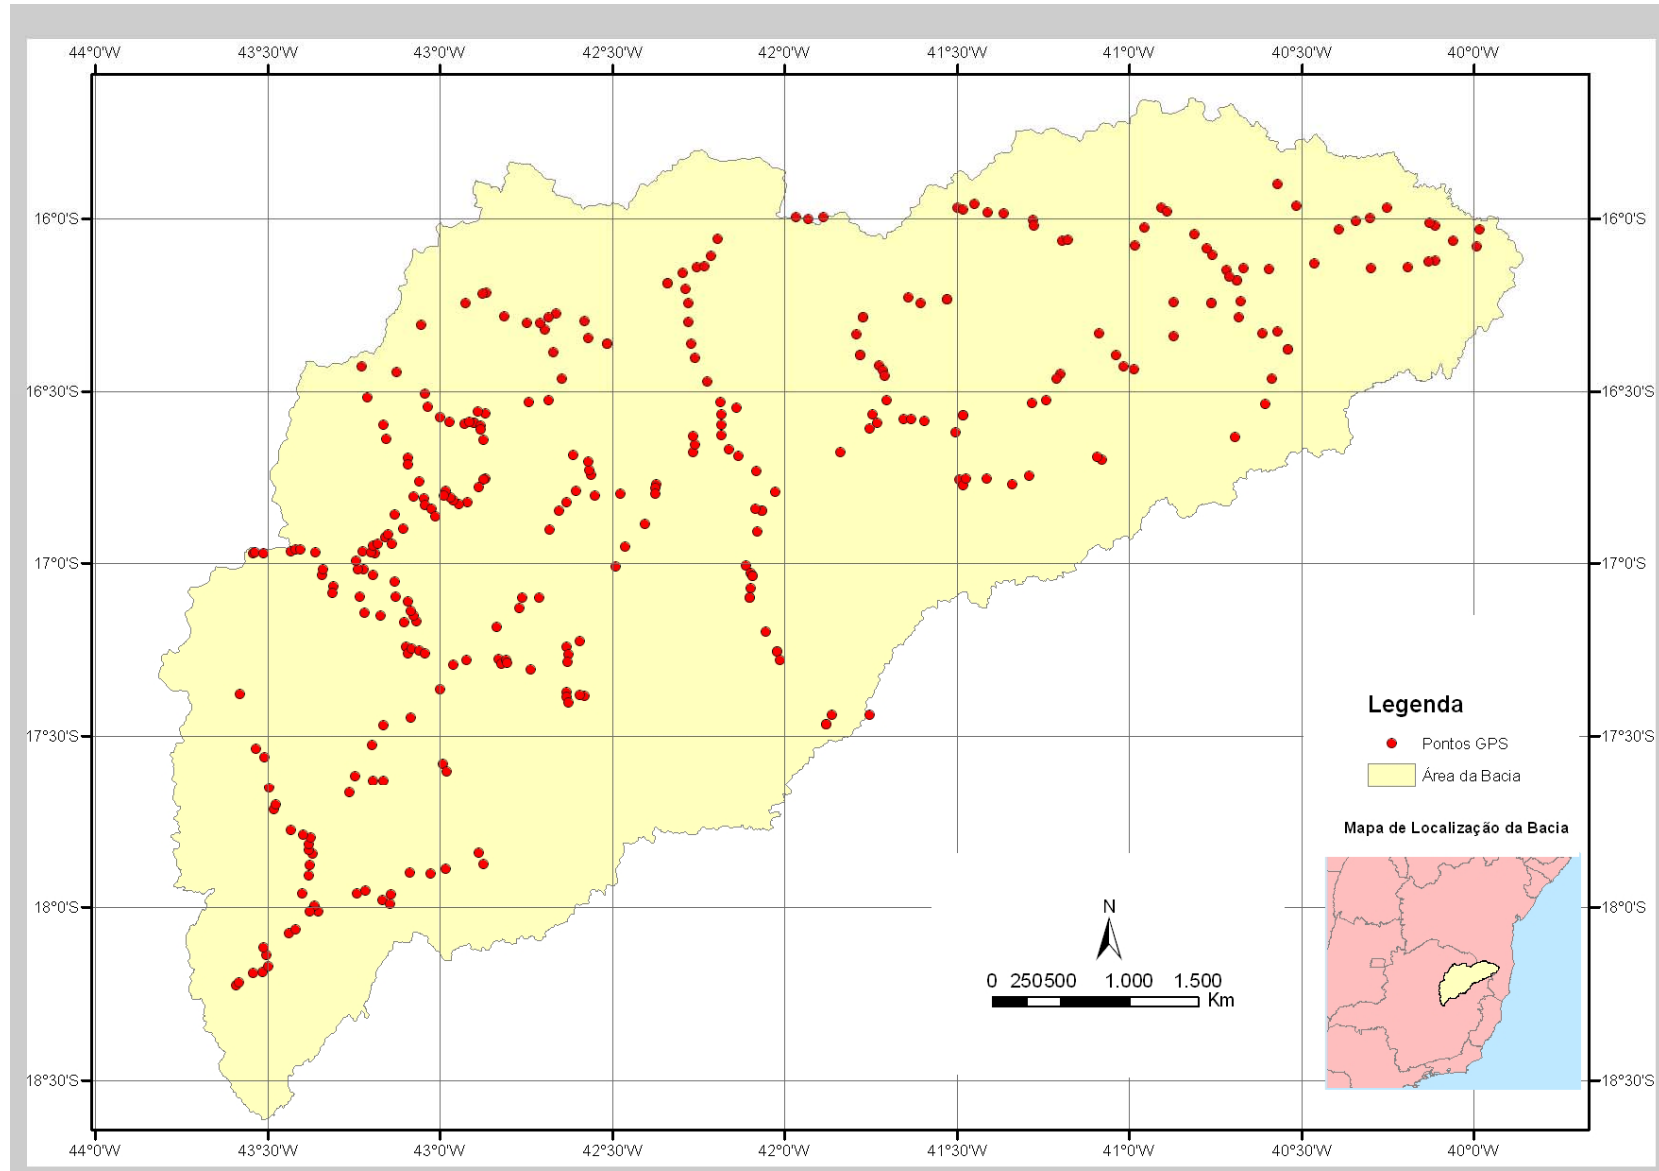 44°0'W 43°30'W 43°0'W 42°30'W 42°0'W 41°30'W 41°0'W 40°30'W 40°0'W
16°0'S 16°0'S
16°30'S 16°30'S
17°0'S 17°0'S
17°30'S 17°30'S
18°0'S 18°0'S
18°30'S 18°30'S
Legenda
Pontos GPS
Área da Bacia
Mapa de Localização da Bacia
N
0 250 500 1.000 1.500
Km
44°0'W 43°30'W 43°0'W 42°30'W 42°0'W 41°30'W 41°0'W 40°30'W 40°0'W